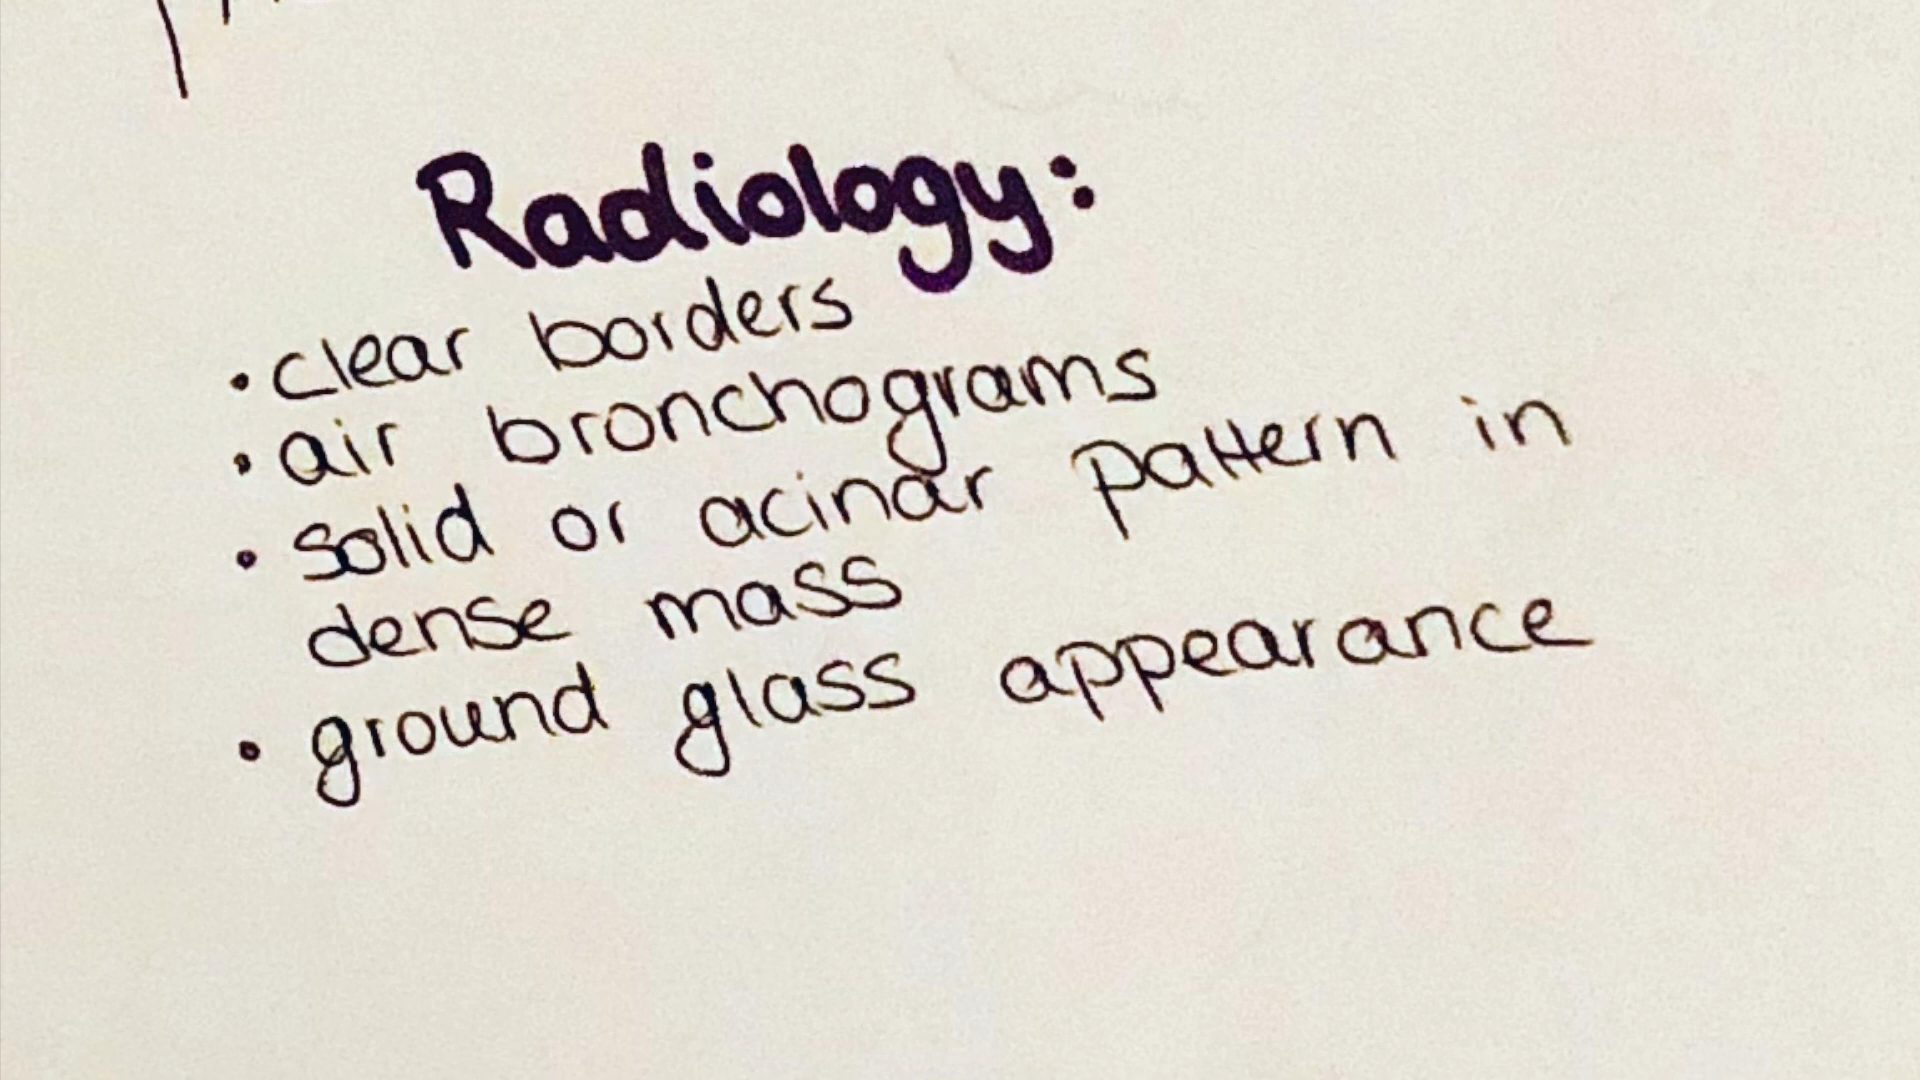 Radiology:
• clear borders
• air bronchograms
• solid or acinar pattern in
dense mass
• ground glass appearance